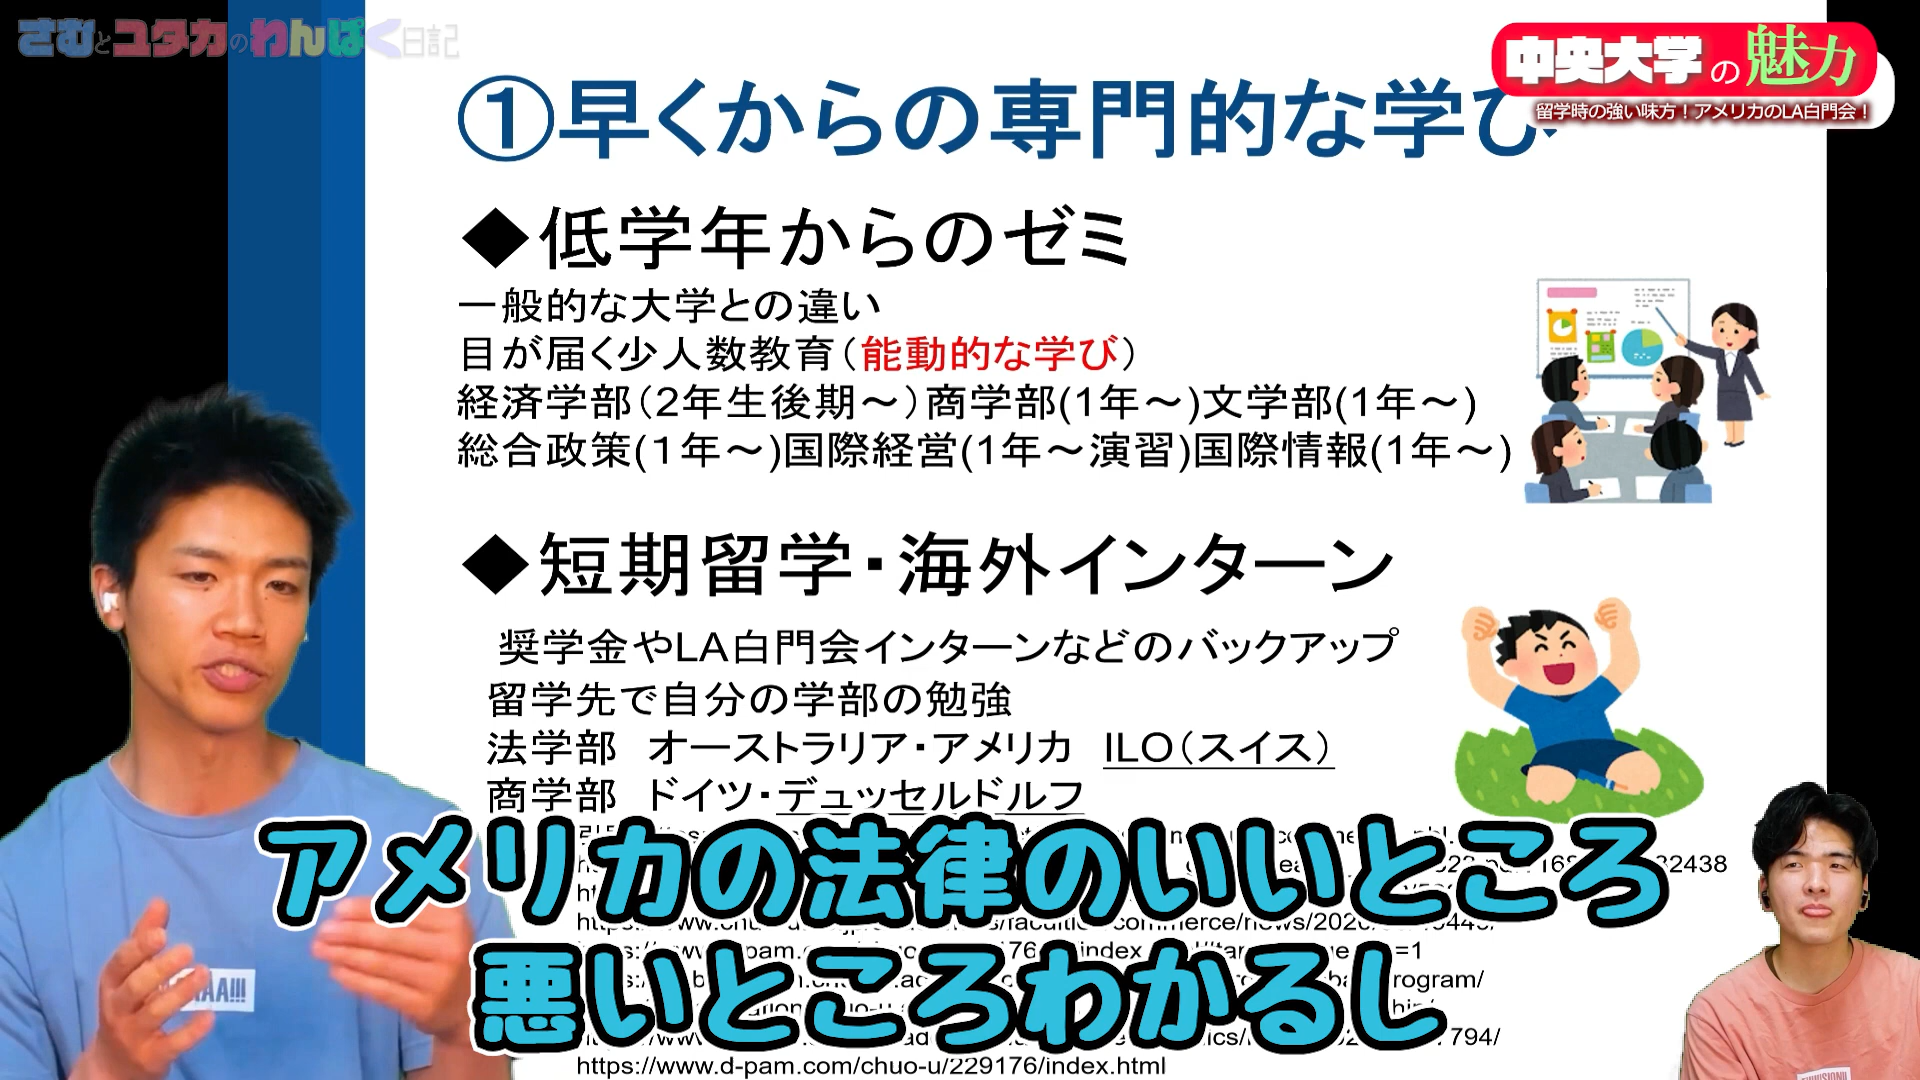 さむとユタカのわんぱく日記
中央大学の魅力
留学時の強い味方！アメリカのLA白門会！
①早くからの専門的な学び
◆低学年からのゼミ
一般的な大学との違い
目が届く少人数教育（能動的な学び）
経済学部（2年生後期～）商学部(1年～)文学部(1年～)
総合政策(1年～)国際経営(1年～演習)国際情報(1年～)
◆短期留学・海外インターン
奨学金やLA白門会インターンなどのバックアップ
留学先で自分の学部の勉強
法学部　オーストラリア・アメリカ　ILO（スイス）
商学部　ドイツ・デュッセルドルフ
アメリカの法律のいいところ
悪いところわかるし
https://www.d-pam.com/chuo-u/229176/index.html